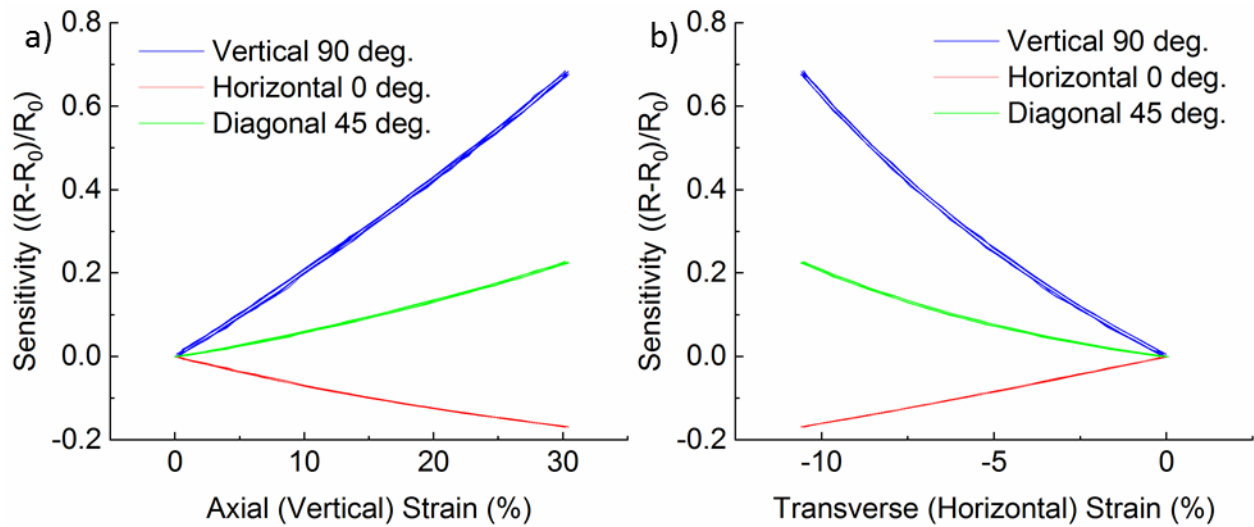 a)
Vertical 90 deg.
Horizontal 0 deg.
Diagonal 45 deg.
Sensitivity ((R-R₀)/R₀)
0.8
0.6
0.4
0.2
0.0
-0.2
0 10 20 30
Axial (Vertical) Strain (%)
b)
Vertical 90 deg.
Horizontal 0 deg.
Diagonal 45 deg.
Sensitivity ((R-R₀)/R₀)
0.8
0.6
0.4
0.2
0.0
-0.2
-10 -5 0
Transverse (Horizontal) Strain (%)